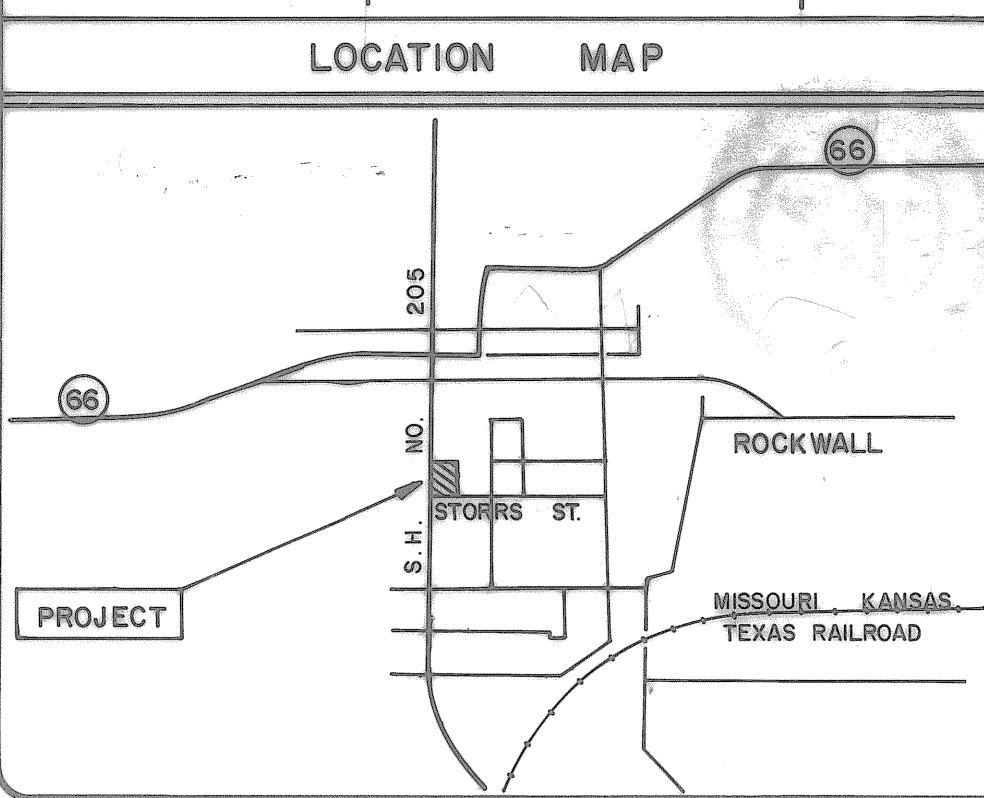 LOCATION MAP
66
205
66
S.H. NO.
ROCKWALL
STORRS ST.
PROJECT
MISSOURI KANSAS
TEXAS RAILROAD